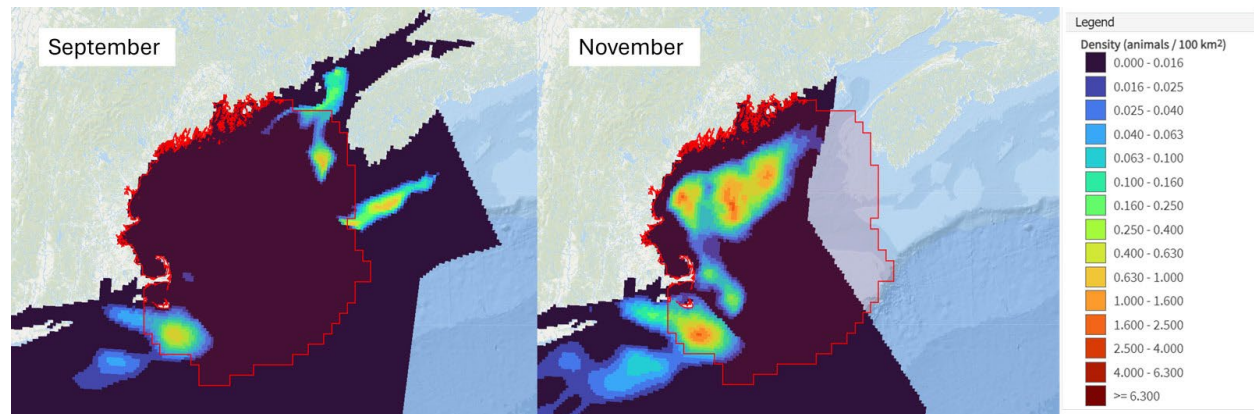 September
November
Legend
Density (animals / 100 km²)
0.000 - 0.016
0.016 - 0.025
0.025 - 0.040
0.040 - 0.063
0.063 - 0.100
0.100 - 0.160
0.160 - 0.250
0.250 - 0.400
0.400 - 0.630
0.630 - 1.000
1.000 - 1.600
1.600 - 2.500
2.500 - 4.000
4.000 - 6.300
>= 6.300